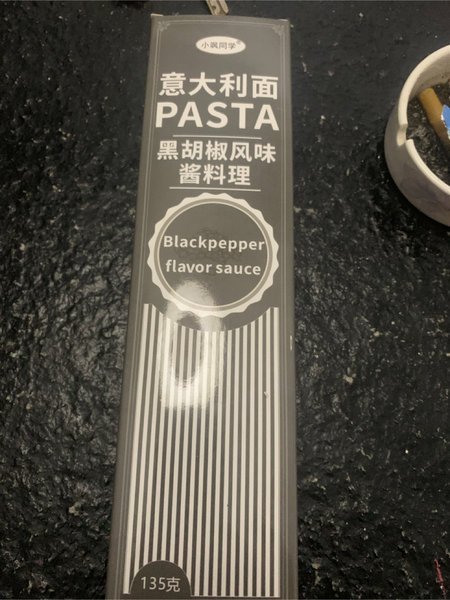 小飒同学
意大利面
PASTA
黑胡椒风味
酱料理
Blackpepper
flavor sauce
135克